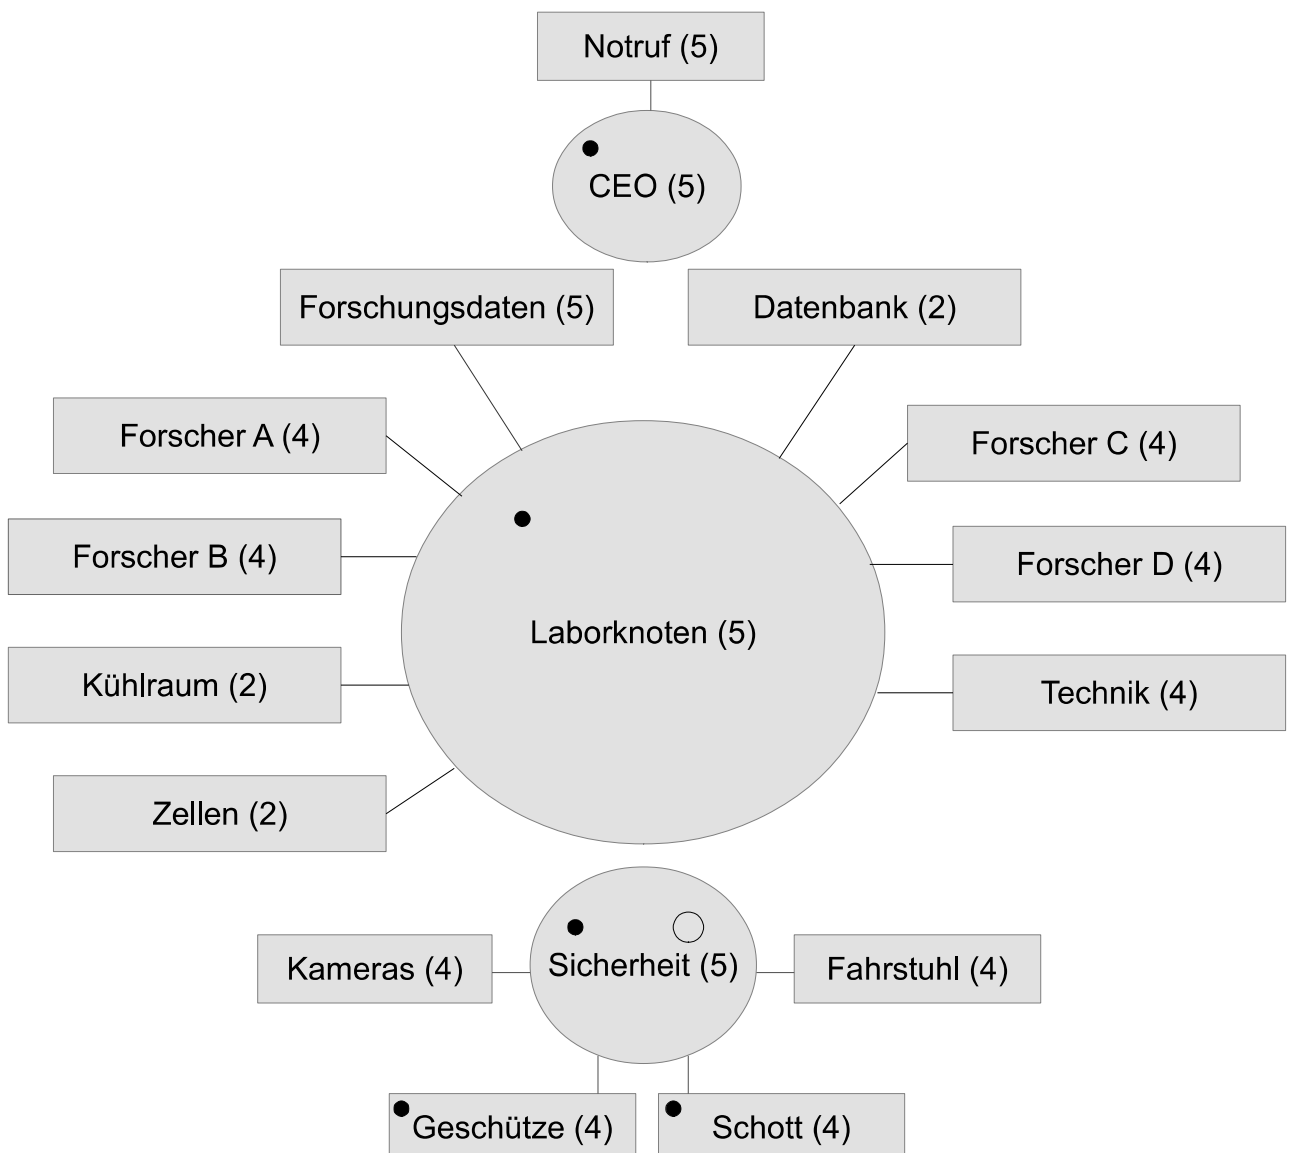 Notruf (5)
CEO (5)
Forschungsdaten (5)
Datenbank (2)
Forscher A (4)
Forscher C (4)
Forscher B (4)
Forscher D (4)
Laborknoten (5)
Kühlraum (2)
Technik (4)
Zellen (2)
Kameras (4)
Sicherheit (5)
Fahrstuhl (4)
Geschütze (4)
Schott (4)